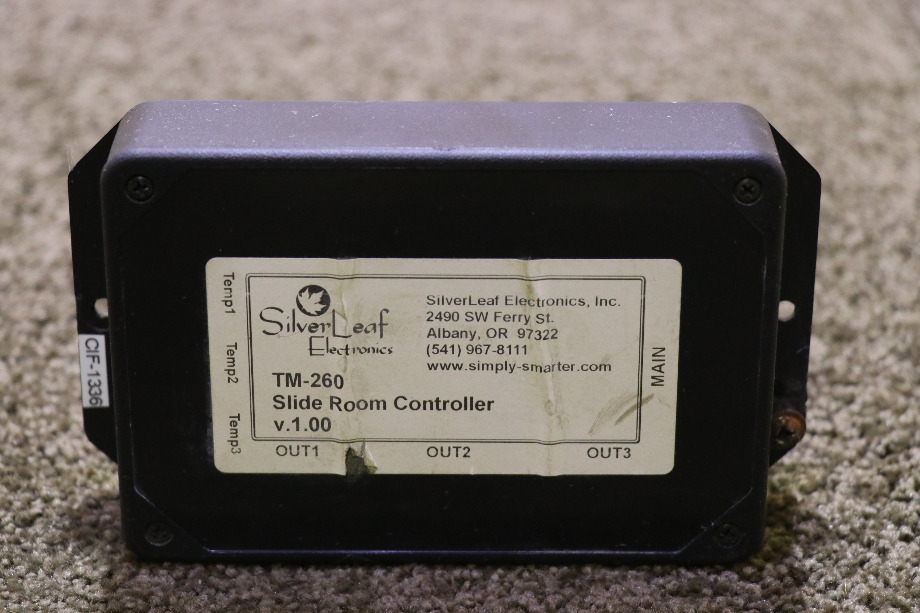 Temp1
Temp2
Temp3
SilverLeaf
Electronics
SilverLeaf Electronics, Inc.
2490 SW Ferry St.
Albany, OR 97322
(541) 967-8111
www.simply-smarter.com
TM-260
Slide Room Controller
v.1.00
MAIN
OUT1 OUT2 OUT3
CIF-1336